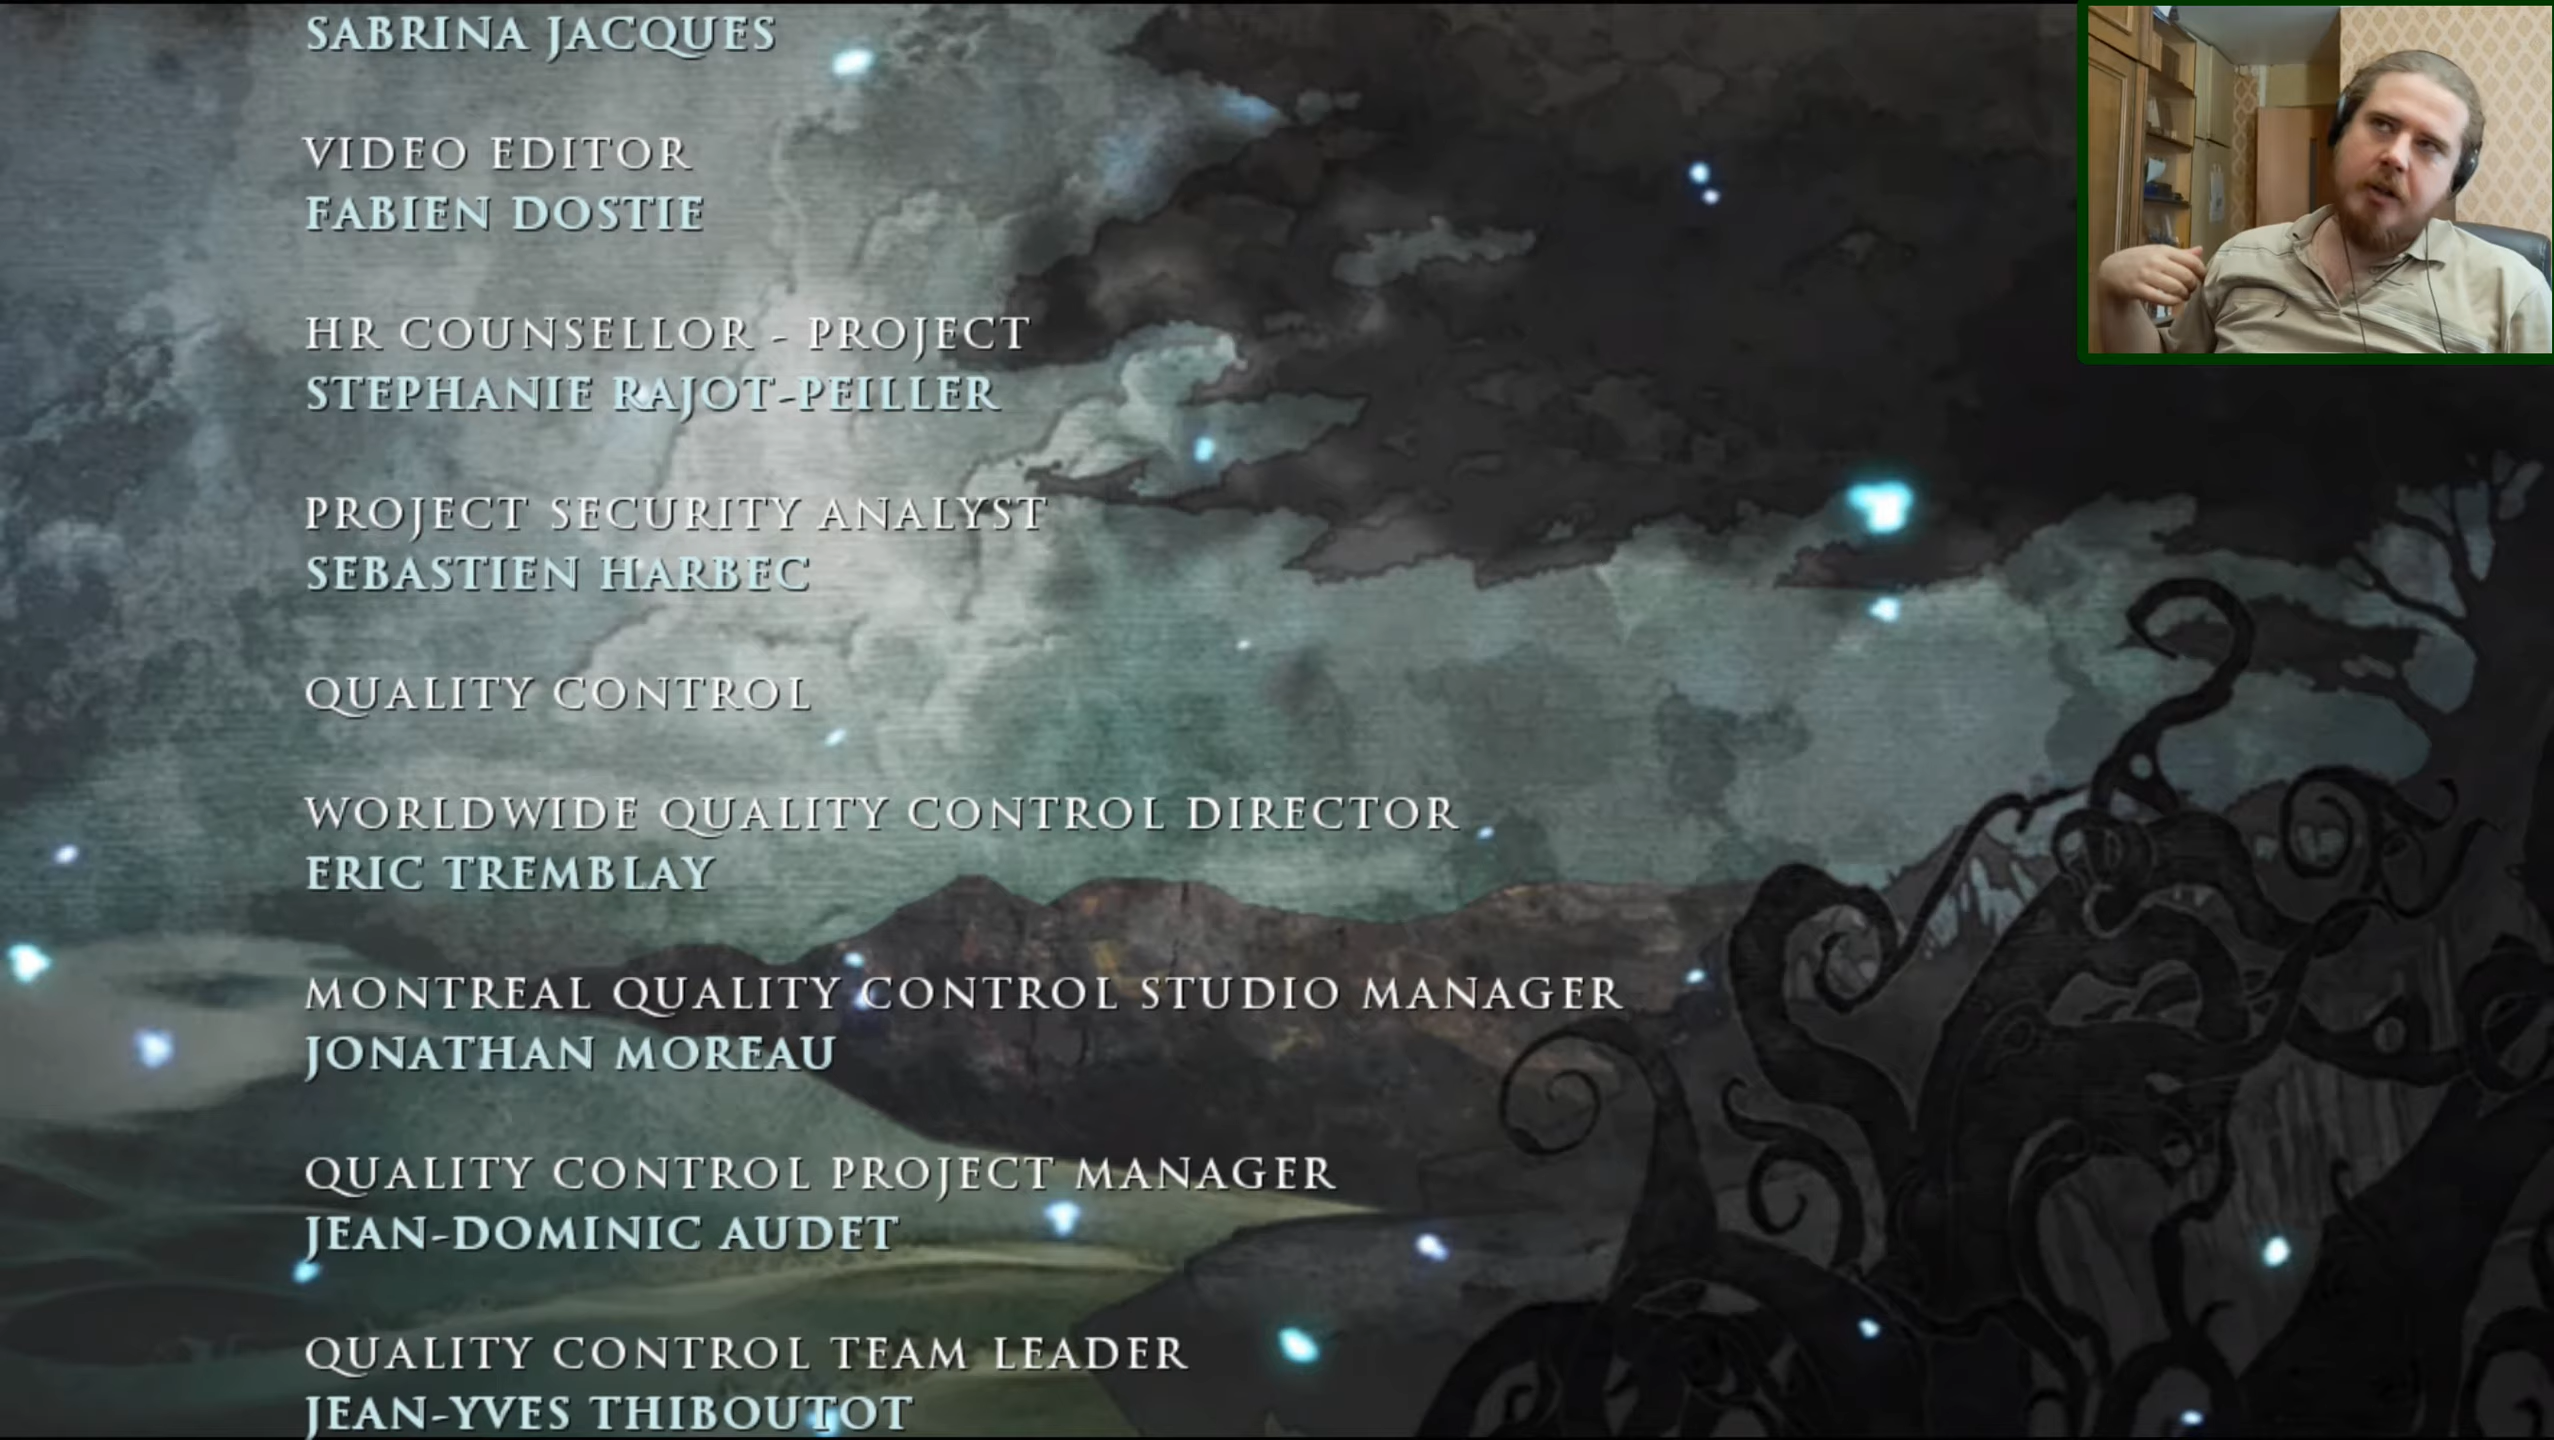 SABRINA JACQUES
VIDEO EDITOR
FABIEN DOSTIE
HR COUNSELLOR - PROJECT
STEPHANIE RAJOT-PEILLER
PROJECT SECURITY ANALYST
SEBASTIEN HARBEC
QUALITY CONTROL
WORLDWIDE QUALITY CONTROL DIRECTOR
ERIC TREMBLAY
MONTREAL QUALITY CONTROL STUDIO MANAGER
JONATHAN MOREAU
QUALITY CONTROL PROJECT MANAGER
JEAN-DOMINIC AUDET
QUALITY CONTROL TEAM LEADER
JEAN-YVES THIBOUTOT